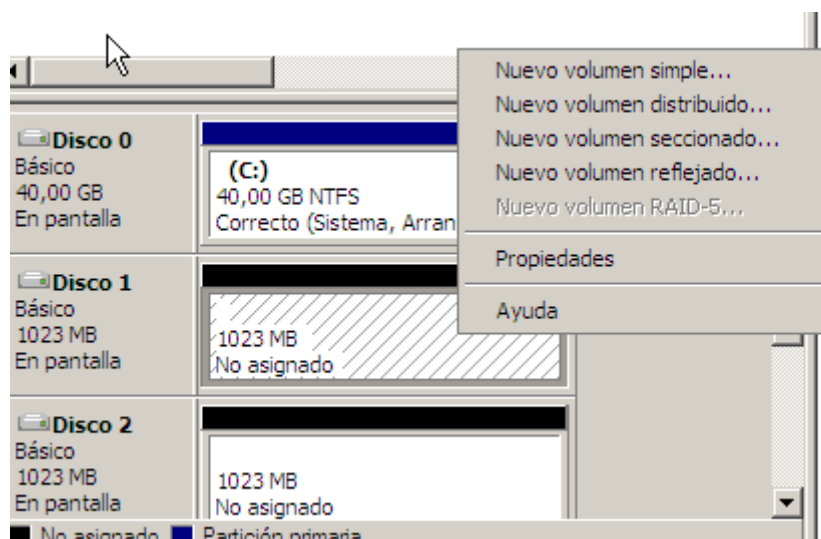 Nuevo volumen simple...
Nuevo volumen distribuido...
Nuevo volumen seccionado...
Nuevo volumen reflejado...
Nuevo volumen RAID-5...
Propiedades
Ayuda
Disco 0
Básico
40,00 GB
En pantalla
(C:)
40,00 GB NTFS
Correcto (Sistema, Arran
Disco 1
Básico
1023 MB
En pantalla
1023 MB
No asignado
Disco 2
Básico
1023 MB
En pantalla
1023 MB
No asignado
No asignado Partición primaria